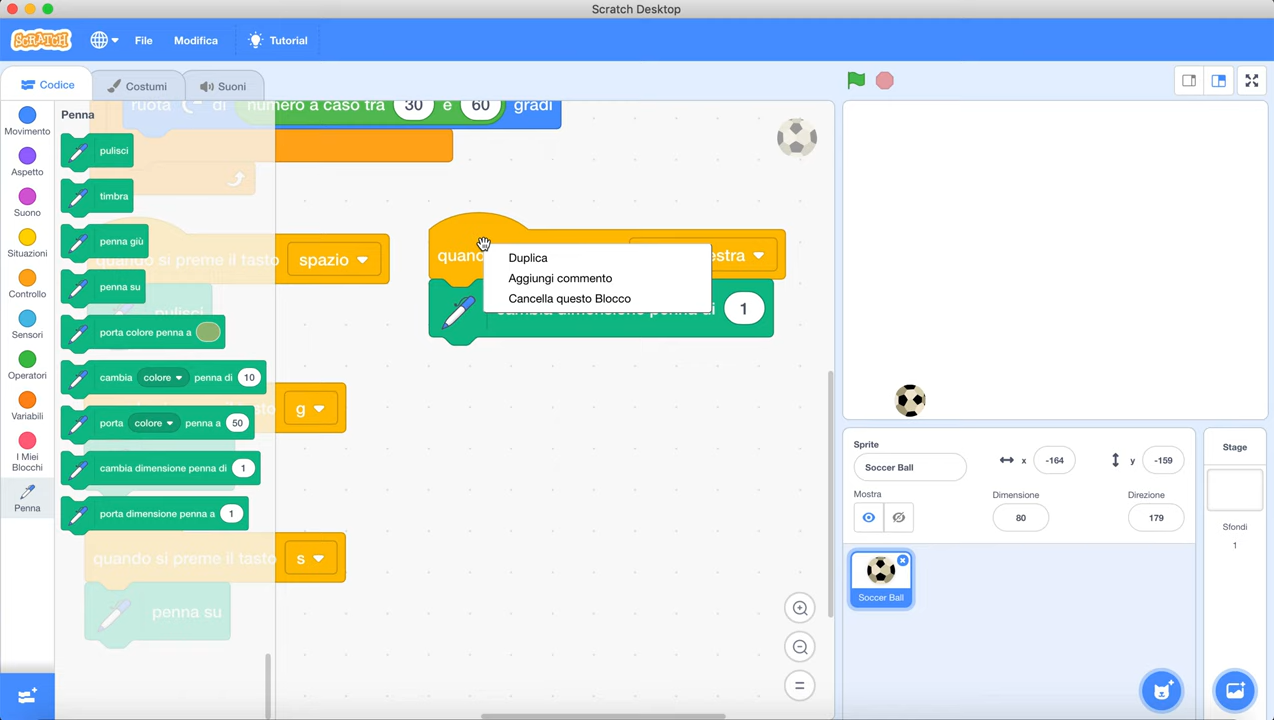 Scratch Desktop
SCRATCH
File
Modifica
Tutorial
Codice
Costumi
Suoni
Movimento
Aspetto
Suono
Situazioni
Controllo
Sensori
Operatori
Variabili
I Miei
Blocchi
Penna
Penna
pulisci
timbra
penna giù
penna su
porta colore penna a
cambia colore penna di 10
porta colore penna a 50
cambia dimensione penna di 1
porta dimensione penna a 1
ruota di numero a caso tra 30 e 60 gradi
quando si preme il tasto spazio
pulisci
g
quando si preme il tasto s
penna su
Duplica
Aggiungi commento
Cancella questo Blocco
1
Sprite
Soccer Ball
x -164
y -159
Mostra
Dimensione
80
Direzione
179
Soccer Ball
Stage
Sfondi
1